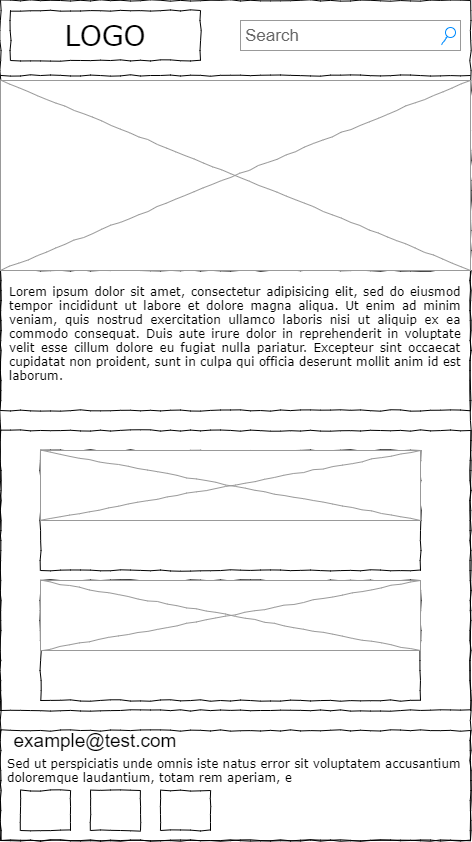 LOGO
Search
Lorem ipsum dolor sit amet, consectetur adipisicing elit, sed do eiusmod
tempor incididunt ut labore et dolore magna aliqua. Ut enim ad minim
veniam, quis nostrud exercitation ullamco laboris nisi ut aliquip ex ea
commodo consequat. Duis aute irure dolor in reprehenderit in voluptate
velit esse cillum dolore eu fugiat nulla pariatur. Excepteur sint occaecat
cupidatat non proident, sunt in culpa qui officia deserunt mollit anim id est
laborum.
example@test.com
Sed ut perspiciatis unde omnis iste natus error sit voluptatem accusantium
doloremque laudantium, totam rem aperiam, e